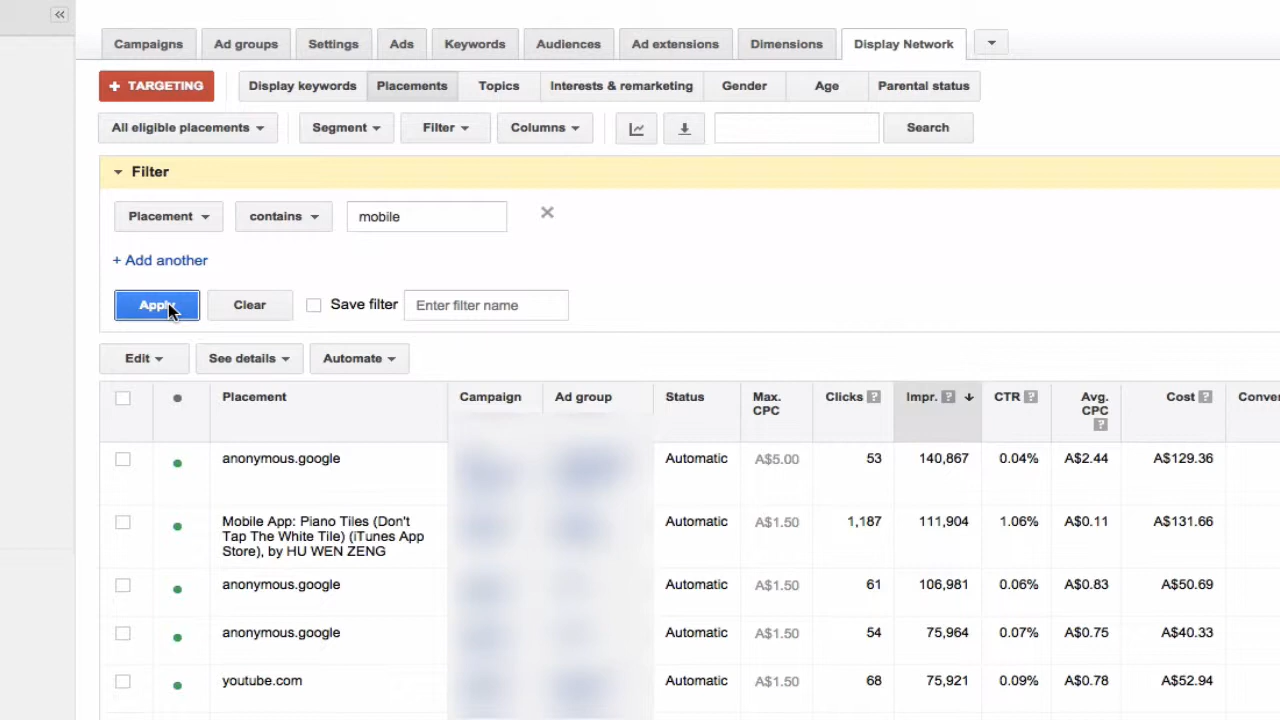 «
Campaigns Ad groups Settings Ads Keywords Audiences Ad extensions Dimensions Display Network
+ TARGETING Display keywords Placements Topics Interests & remarketing Gender Age Parental status
All eligible placements Segment Filter Columns Search
Filter
Placement contains mobile
+ Add another
Apply Clear Save filter Enter filter name
Edit See details Automate
Placement Campaign Ad group Status Max. CPC Clicks ? Impr. ? CTR ? Avg. CPC ? Cost ? Conver
anonymous.google Automatic A$5.00 53 140,867 0.04% A$2.44 A$129.36
Mobile App: Piano Tiles (Don't Automatic A$1.50 1,187 111,904 1.06% A$0.11 A$131.66
Tap The White Tile) (iTunes App
Store), by HU WEN ZENG
anonymous.google Automatic A$1.50 61 106,981 0.06% A$0.83 A$50.69
anonymous.google Automatic A$1.50 54 75,964 0.07% A$0.75 A$40.33
youtube.com Automatic A$1.50 68 75,921 0.09% A$0.78 A$52.94